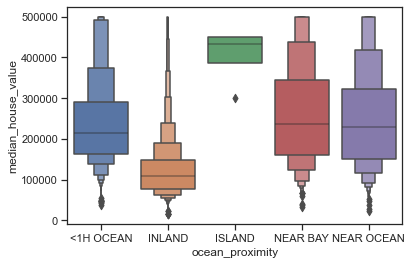 500000
400000
300000
200000
100000
0
median_house_value
<1H OCEAN INLAND ISLAND NEAR BAY NEAR OCEAN
ocean_proximity